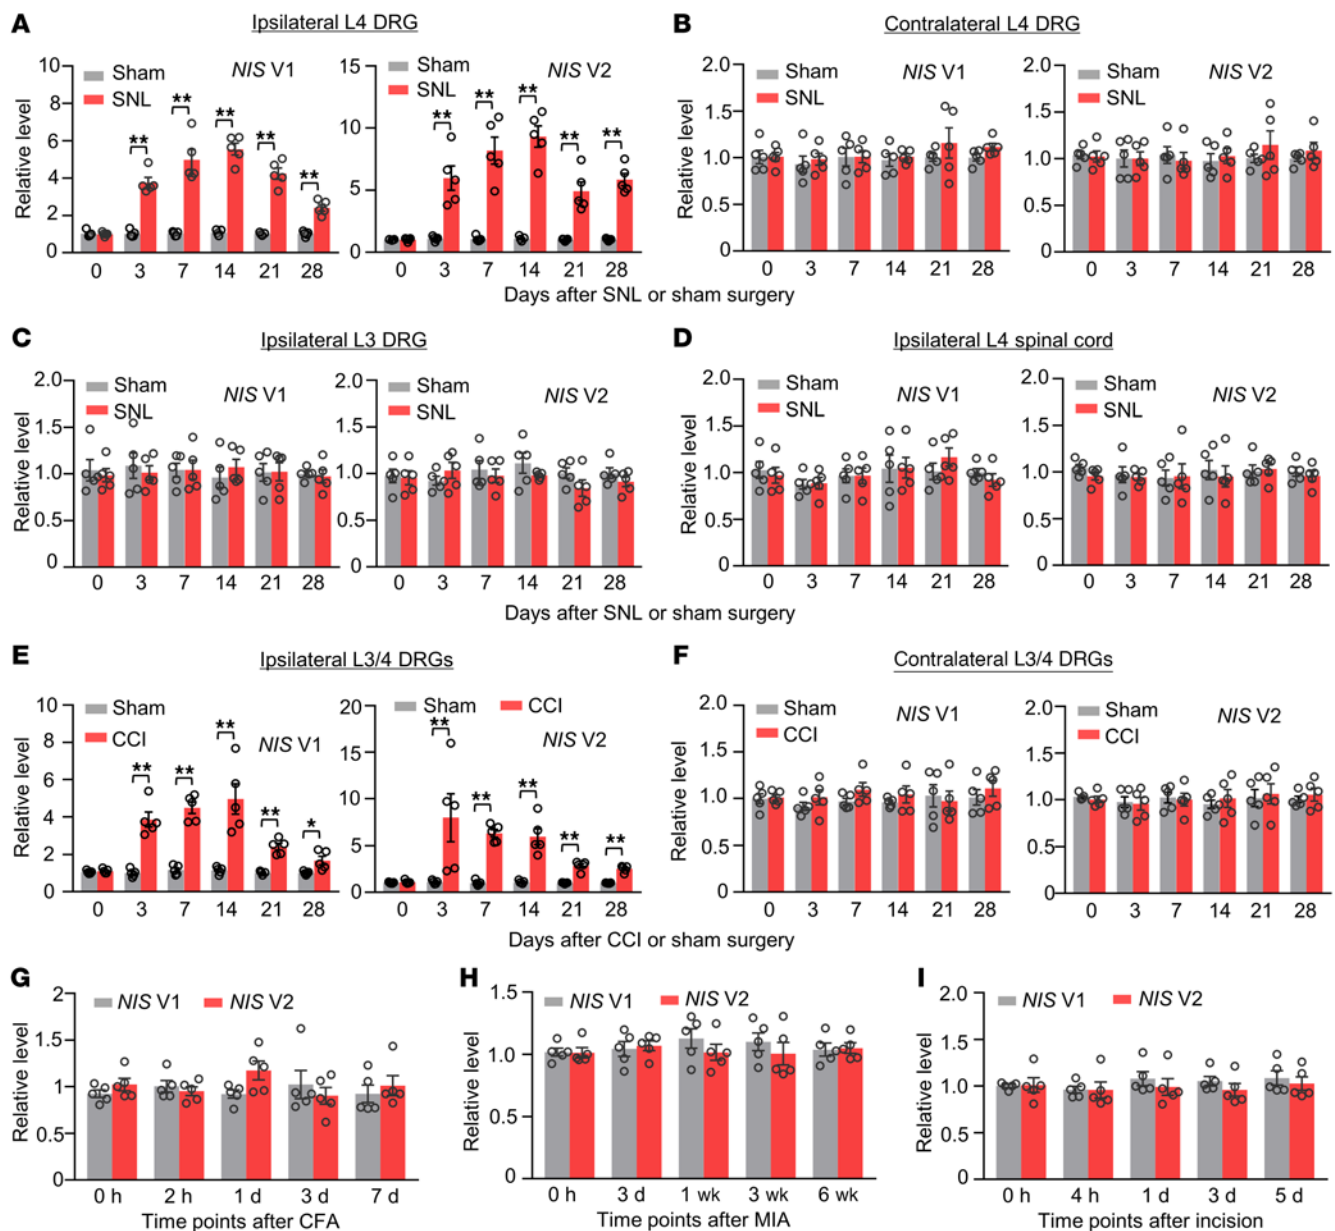 A Ipsilateral L4 DRG
Sham
SNL
NIS V1
Relative level
10
8
6
4
2
0
** ** ** ** **
0 3 7 14 21 28
Sham
SNL
NIS V2
15
10
5
0
** ** ** ** **
0 3 7 14 21 28
Days after SNL or sham surgery
B Contralateral L4 DRG
Sham
SNL
NIS V1
Relative level
2.0
1.5
1.0
0.5
0
0 3 7 14 21 28
Sham
SNL
NIS V2
2.0
1.5
1.0
0.5
0
0 3 7 14 21 28
C Ipsilateral L3 DRG
Sham
SNL
NIS V1
Relative level
2.0
1.5
1.0
0.5
0
0 3 7 14 21 28
Sham
SNL
NIS V2
2.0
1.5
1.0
0.5
0
0 3 7 14 21 28
Days after SNL or sham surgery
D Ipsilateral L4 spinal cord
Sham
SNL
NIS V1
Relative level
2.0
1.5
1.0
0.5
0
0 3 7 14 21 28
Sham
SNL
NIS V2
2.0
1.5
1.0
0.5
0
0 3 7 14 21 28
E Ipsilateral L3/4 DRGs
Sham
CCI
NIS V1
Relative level
10
8
6
4
2
0
** ** ** ** *
0 3 7 14 21 28
Sham CCI
NIS V2
20
15
10
5
0
** ** ** ** **
0 3 7 14 21 28
Days after CCI or sham surgery
F Contralateral L3/4 DRGs
Sham
CCI
NIS V1
Relative level
2.0
1.5
1.0
0.5
0
0 3 7 14 21 28
Sham
CCI
NIS V2
2.0
1.5
1.0
0.5
0
0 3 7 14 21 28
G
NIS V1 NIS V2
Relative level
2
1.5
1
0.5
0
0 h 2 h 1 d 3 d 7 d
Time points after CFA
H
NIS V1 NIS V2
Relative level
1.5
1.0
0.5
0
0 h 3 d 1 wk 3 wk 6 wk
Time points after MIA
I
NIS V1 NIS V2
Relative level
2.0
1.5
1.0
0.5
0
0 h 4 h 1 d 3 d 5 d
Time points after incision